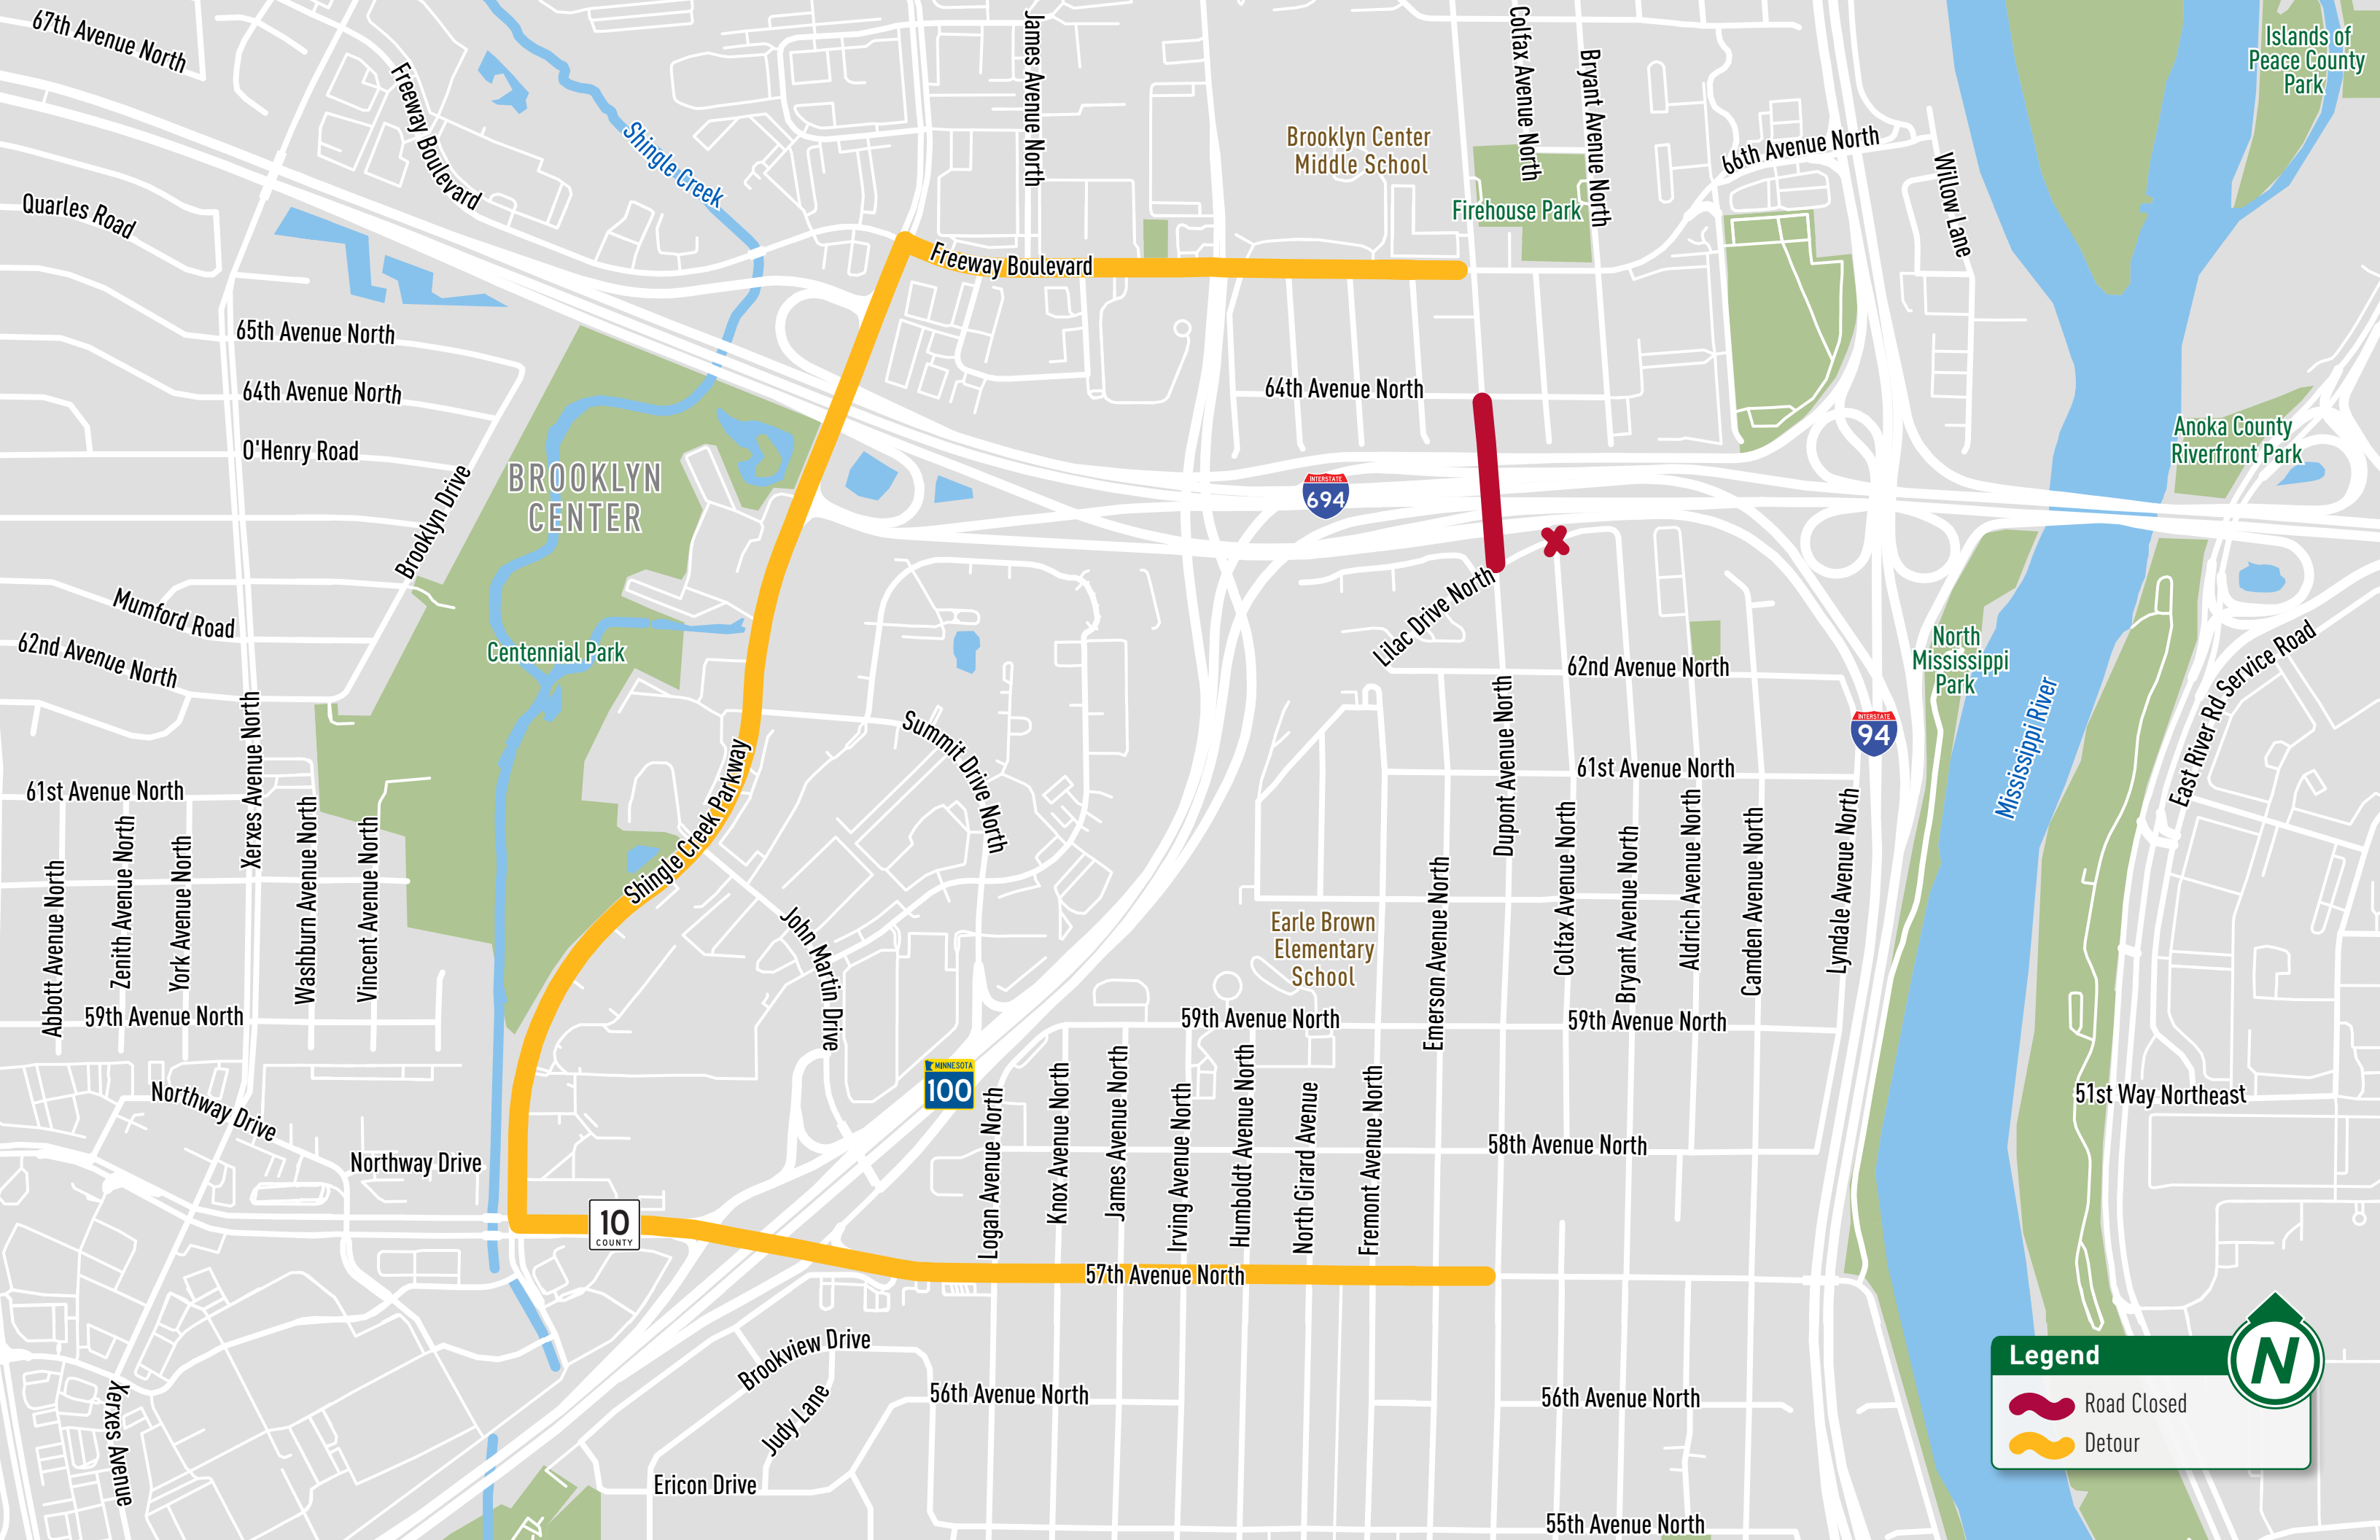 67th Avenue North
Freeway Boulevard
Shingle Creek
James Avenue North
Brooklyn Center
Middle School
Colfax Avenue North
Bryant Avenue North
66th Avenue North
Willow Lane
Islands of
Peace County
Park
Quarles Road
Firehouse Park
Freeway Boulevard
65th Avenue North
64th Avenue North
64th Avenue North
O'Henry Road
Brooklyn Drive
BROOKLYN
CENTER
INTERSTATE
694
Anoka County
Riverfront Park
Mumford Road
62nd Avenue North
Centennial Park
Lilac Drive North
62nd Avenue North
North
Mississippi
Park
Mississippi River
East River Rd Service Road
Xerxes Avenue North
Summit Drive North
Shingle Creek Parkway
Dupont Avenue North
INTERSTATE
94
61st Avenue North
61st Avenue North
Abbott Avenue North
Zenith Avenue North
York Avenue North
Washburn Avenue North
Vincent Avenue North
John Martin Drive
Earle Brown
Elementary
School
Emerson Avenue North
Colfax Avenue North
Bryant Avenue North
Aldrich Avenue North
Camden Avenue North
Lyndale Avenue North
59th Avenue North
59th Avenue North
59th Avenue North
MINNESOTA
100
Northway Drive
Northway Drive
Logan Avenue North
Knox Avenue North
James Avenue North
Irving Avenue North
Humboldt Avenue North
North Girard Avenue
Fremont Avenue North
58th Avenue North
51st Way Northeast
10
COUNTY
57th Avenue North
Brookview Drive
Judy Lane
56th Avenue North
56th Avenue North
Xerxes Avenue
Ericon Drive
55th Avenue North
N
Legend
Road Closed
Detour